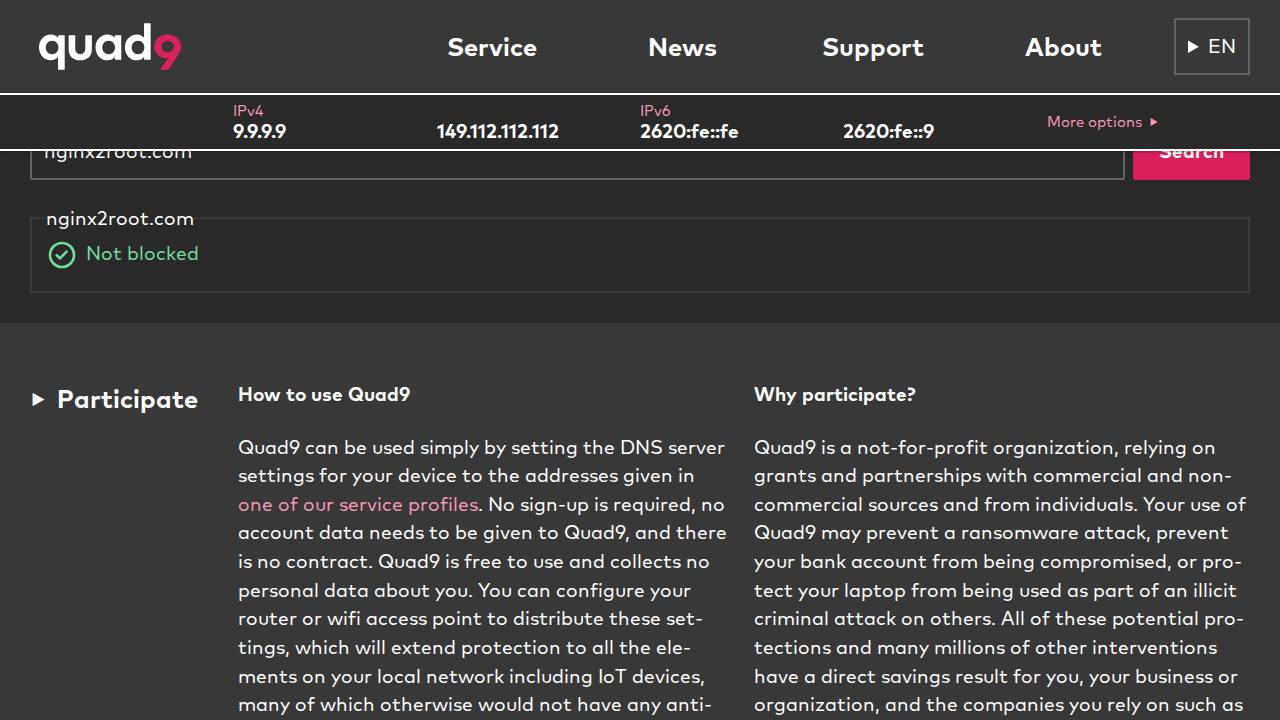 quad9
Service
News
Support
About
EN
IPv4
9.9.9.9
149.112.112.112
IPv6
2620:fe::fe
2620:fe::9
More options
nginx2root.com
Search
nginx2root.com
Not blocked
Participate
How to use Quad9
Quad9 can be used simply by setting the DNS server
settings for your device to the addresses given in
one of our service profiles. No sign-up is required, no
account data needs to be given to Quad9, and there
is no contract. Quad9 is free to use and collects no
personal data about you. You can configure your
router or wifi access point to distribute these set-
tings, which will extend protection to all the ele-
ments on your local network including IoT devices,
many of which otherwise would not have any anti-
Why participate?
Quad9 is a not-for-profit organization, relying on
grants and partnerships with commercial and non-
commercial sources and from individuals. Your use of
Quad9 may prevent a ransomware attack, prevent
your bank account from being compromised, or pro-
tect your laptop from being used as part of an illicit
criminal attack on others. All of these potential pro-
tections and many millions of other interventions
have a direct savings result for you, your business or
organization, and the companies you rely on such as